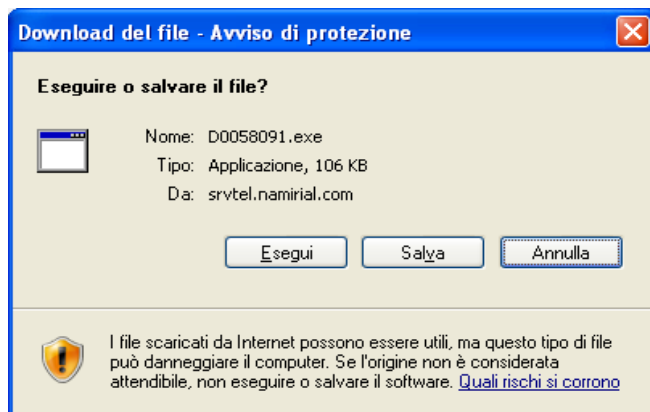 Download del file - Avviso di protezione
Eseguire o salvare il file?
Nome: D0058091.exe
Tipo: Applicazione, 106 KB
Da: srvtel.namirial.com
Esegui Salva Annulla
I file scaricati da Internet possono essere utili, ma questo tipo di file
può danneggiare il computer. Se l'origine non è considerata
attendibile, non eseguire o salvare il software. Quali rischi si corrono